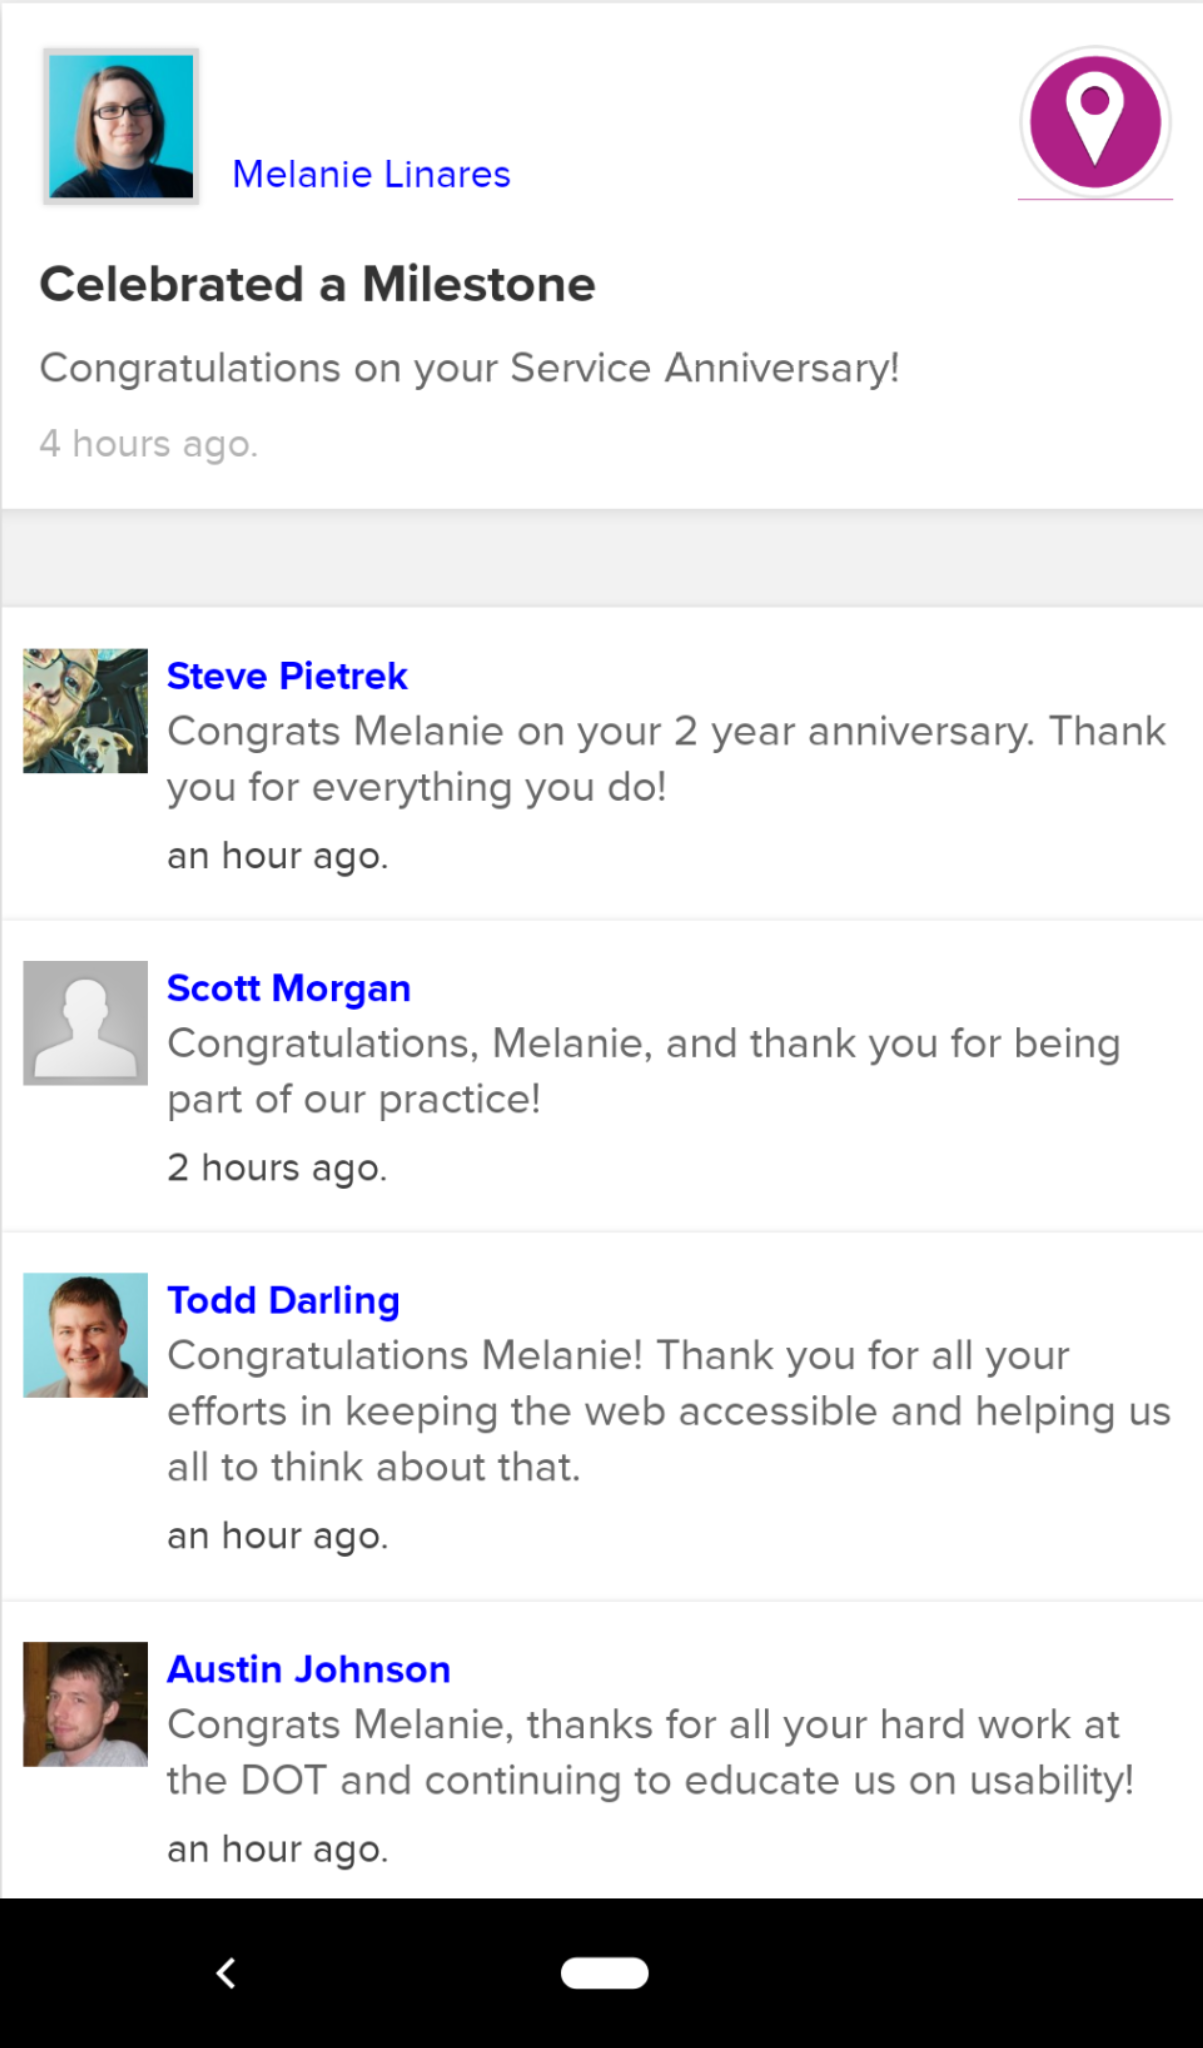 Melanie Linares
Celebrated a Milestone
Congratulations on your Service Anniversary!
4 hours ago.
Steve Pietrek
Congrats Melanie on your 2 year anniversary. Thank
you for everything you do!
an hour ago.
Scott Morgan
Congratulations, Melanie, and thank you for being
part of our practice!
2 hours ago.
Todd Darling
Congratulations Melanie! Thank you for all your
efforts in keeping the web accessible and helping us
all to think about that.
an hour ago.
Austin Johnson
Congrats Melanie, thanks for all your hard work at
the DOT and continuing to educate us on usability!
an hour ago.